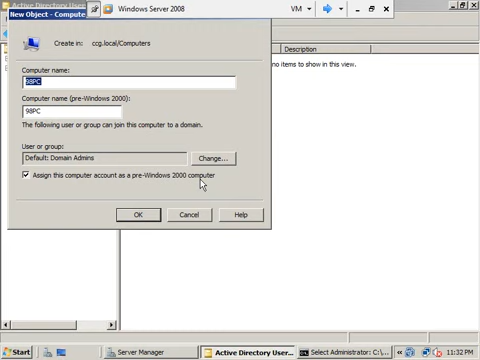 Active Directory Users
Windows Server 2008
VM
New Object - Compute
Create in: ccg.local/Computers
Description
no items to show in this view.
Computer name:
98PC
Computer name (pre-Windows 2000):
98PC
The following user or group can join this computer to a domain.
User or group:
Default: Domain Admins
Change...
Assign this computer account as a pre-Windows 2000 computer
OK
Cancel
Help
Start
Server Manager
Active Directory User...
Select Administrator: C:\...
11:32 PM